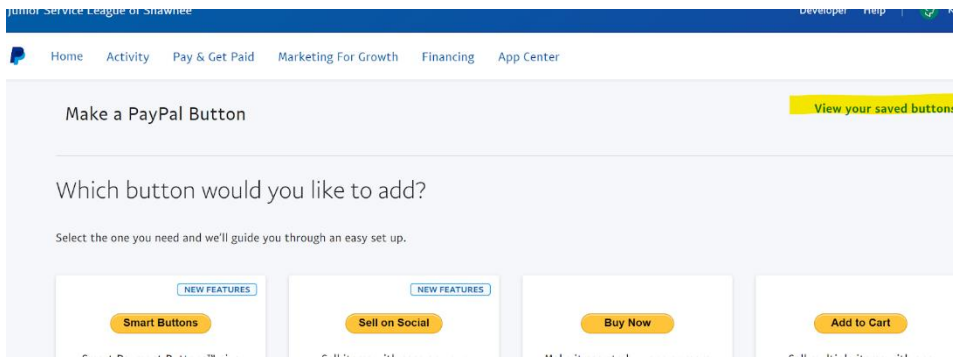 Junior Service League of Shawnee
Developer Help
Home Activity Pay & Get Paid Marketing For Growth Financing App Center
Make a PayPal Button
View your saved buttons
Which button would you like to add?
Select the one you need and we'll guide you through an easy set up.
NEW FEATURES NEW FEATURES
Smart Buttons Sell on Social Buy Now Add to Cart